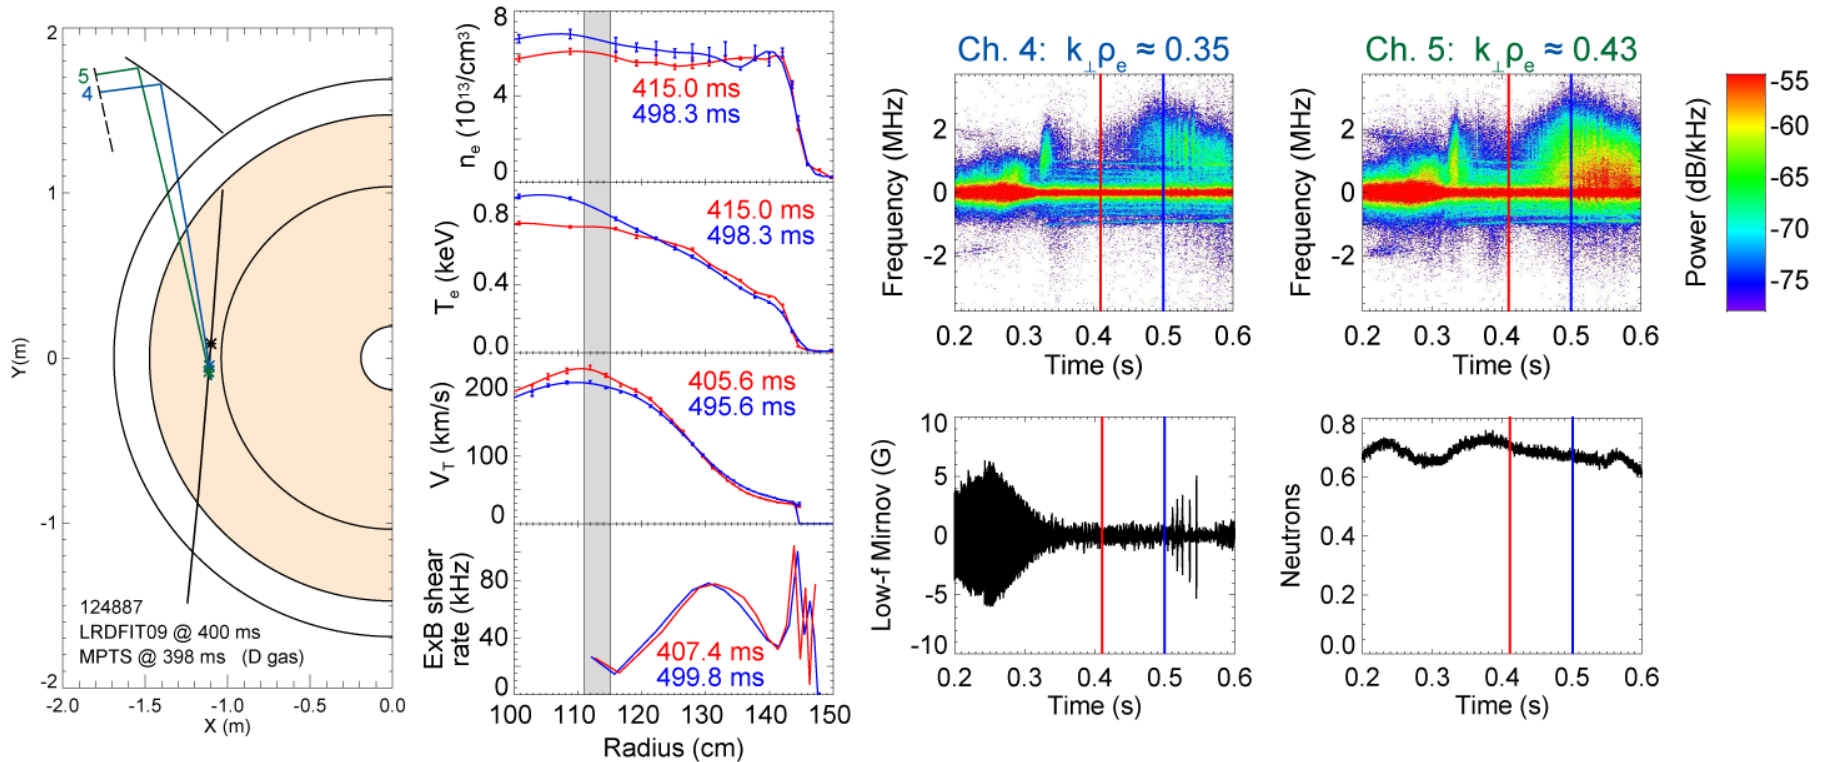 2
1
0
-1
-2
Y(m)
5
4
124887
LRDFIT09 @ 400 ms
MPTS @ 398 ms (D gas)
-2.0 -1.5 -1.0 -0.5 0.0
X (m)
8
4
0
nₑ (10¹³/cm³)
415.0 ms
498.3 ms
0.8
0.4
0.0
Tₑ (keV)
415.0 ms
498.3 ms
200
100
0
V_T (km/s)
405.6 ms
495.6 ms
80
40
0
ExB shear
rate (kHz)
407.4 ms
499.8 ms
100 110 120 130 140 150
Radius (cm)
Ch. 4: k⊥ρₑ ≈ 0.35
2
0
-2
Frequency (MHz)
0.2 0.3 0.4 0.5 0.6
Time (s)
Ch. 5: k⊥ρₑ ≈ 0.43
2
0
-2
Frequency (MHz)
0.2 0.3 0.4 0.5 0.6
Time (s)
Power (dB/kHz)
-55
-60
-65
-70
-75
10
5
0
-5
-10
Low-f Mirnov (G)
0.2 0.3 0.4 0.5 0.6
Time (s)
0.8
0.6
0.4
0.2
0.0
Neutrons
0.2 0.3 0.4 0.5 0.6
Time (s)